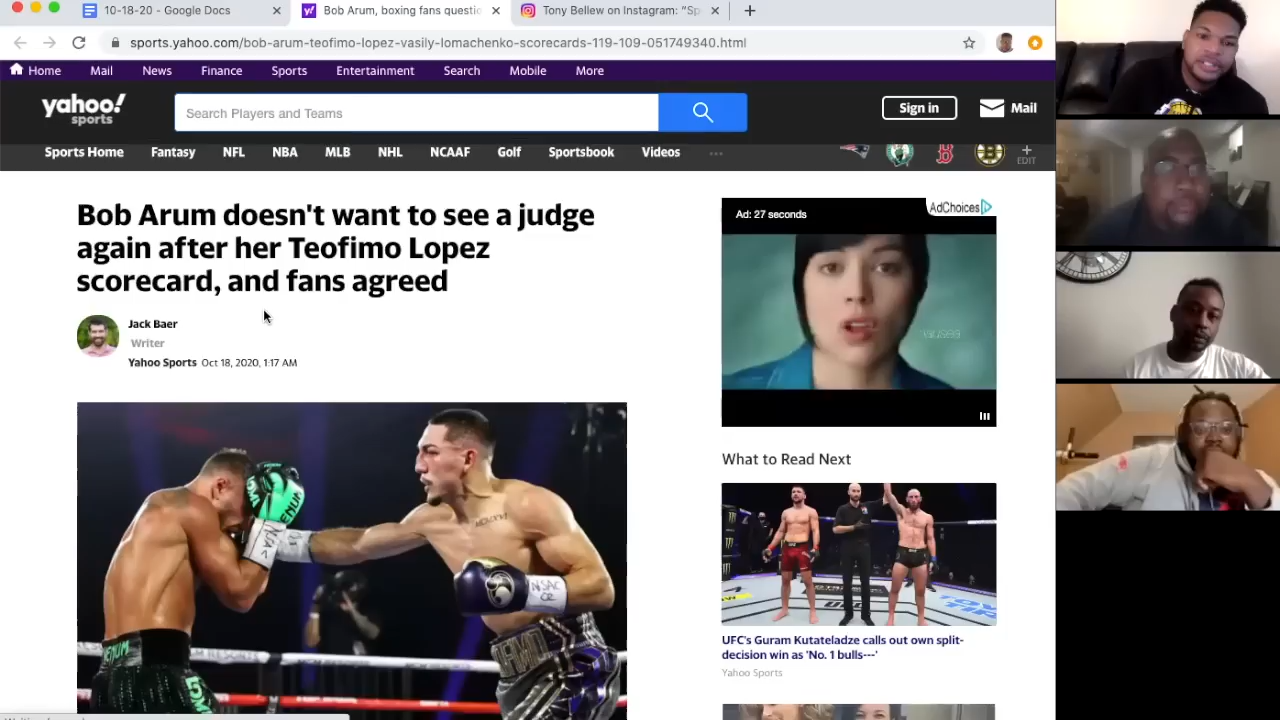 10-18-20 - Google Docs
Bob Arum, boxing fans questio
Tony Bellew on Instagram: "Sp
sports.yahoo.com/bob-arum-teofimo-lopez-vasily-lomachenko-scorecards-119-109-051749340.html
Home Mail News Finance Sports Entertainment Search Mobile More
yahoo!
sports
Search Players and Teams
Sign in
Mail
Sports Home Fantasy NFL NBA MLB NHL NCAAF Golf Sportsbook Videos ...
EDIT
Bob Arum doesn't want to see a judge
again after her Teofimo Lopez
scorecard, and fans agreed
Jack Baer
Writer
Yahoo Sports Oct 18, 2020, 1:17 AM
Ad: 27 seconds
AdChoices
nausea
What to Read Next
UFC's Guram Kutateladze calls out own split-
decision win as 'No. 1 bulls---'
Yahoo Sports